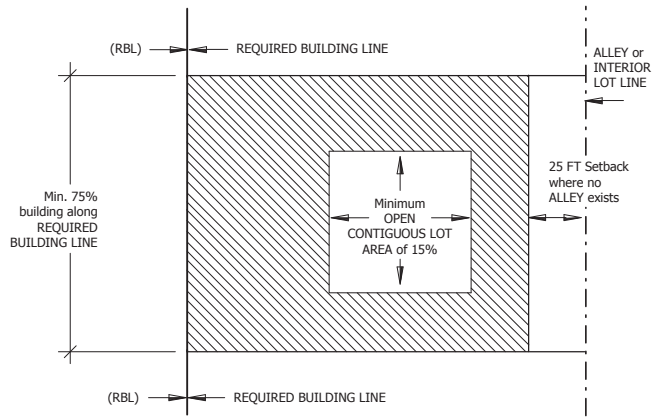 (RBL) REQUIRED BUILDING LINE
ALLEY or
INTERIOR
LOT LINE
Min. 75%
building along
REQUIRED
BUILDING LINE
Minimum
OPEN
CONTIGUOUS LOT
AREA of 15%
25 FT Setback
where no
ALLEY exists
(RBL) REQUIRED BUILDING LINE